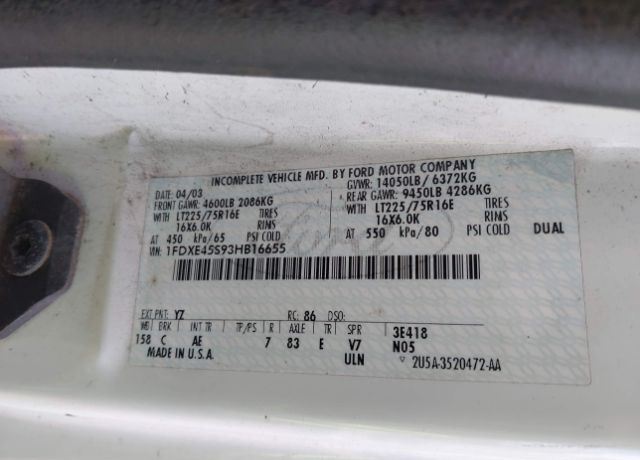 INCOMPLETE VEHICLE MFD. BY FORD MOTOR COMPANY
DATE: 04/03 GVWR: 14050LB / 6372KG
FRONT GAWR: 4600LB 2086KG REAR GAWR: 9450LB 4286KG
WITH LT225/75R16E TIRES WITH LT225/75R16E TIRES
16X6.0K RIMS 16X6.0K RIMS DUAL
AT 450 kPa/65 PSI COLD AT 550 kPa/80 PSI COLD
VIN: 1FDXE45S93HB16655
EXT PNT: YZ RC: 86 DSO:
WB BRK INT TR TP/PS R AXLE TR SPR 3E418
158 C AE 7 83 E V7 N05
MADE IN U.S.A. ULN 2U5A-3520472-AA